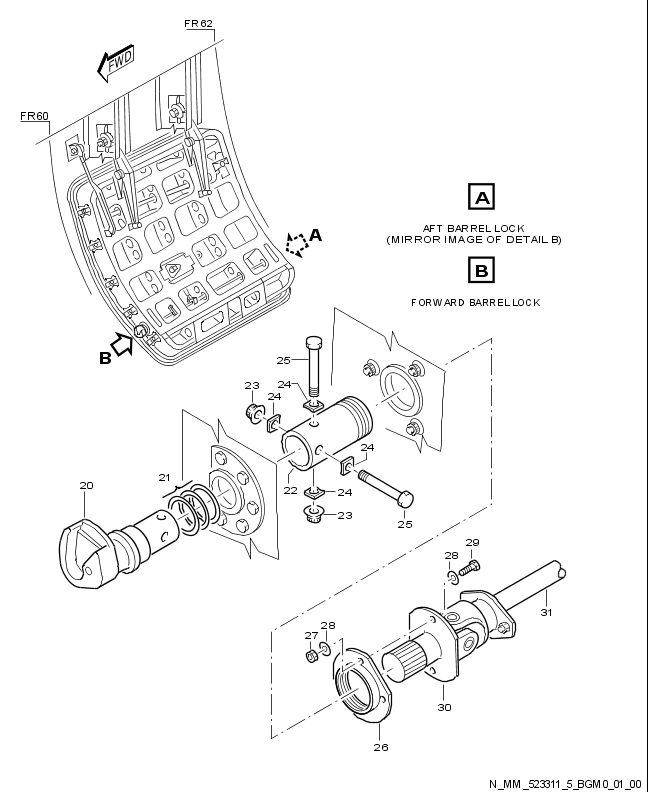 FR62
FWD
FR60
A
A
AFT BARREL LOCK
(MIRROR IMAGE OF DETAIL B)
B
FORWARD BARREL LOCK
B
25
24
23
24
24
21
20
22
24
23
25
29
28
31
28
27
30
26
N_MM_523311_5_BGM0_01_00